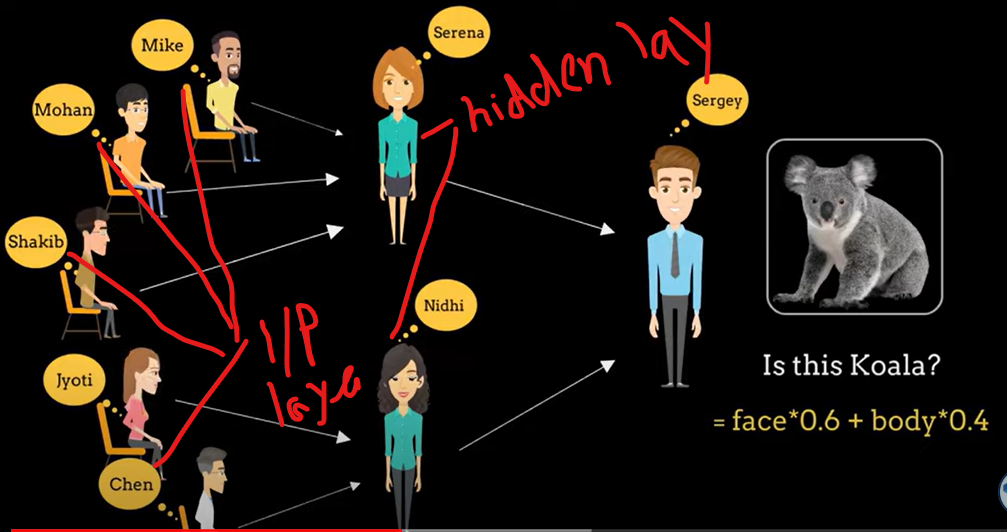 Mike
Serena
hidden lay
Sergey
Mohan
Shakib
Nidhi
I/P
laye
Jyoti
Is this Koala?
= face*0.6 + body*0.4
Chen